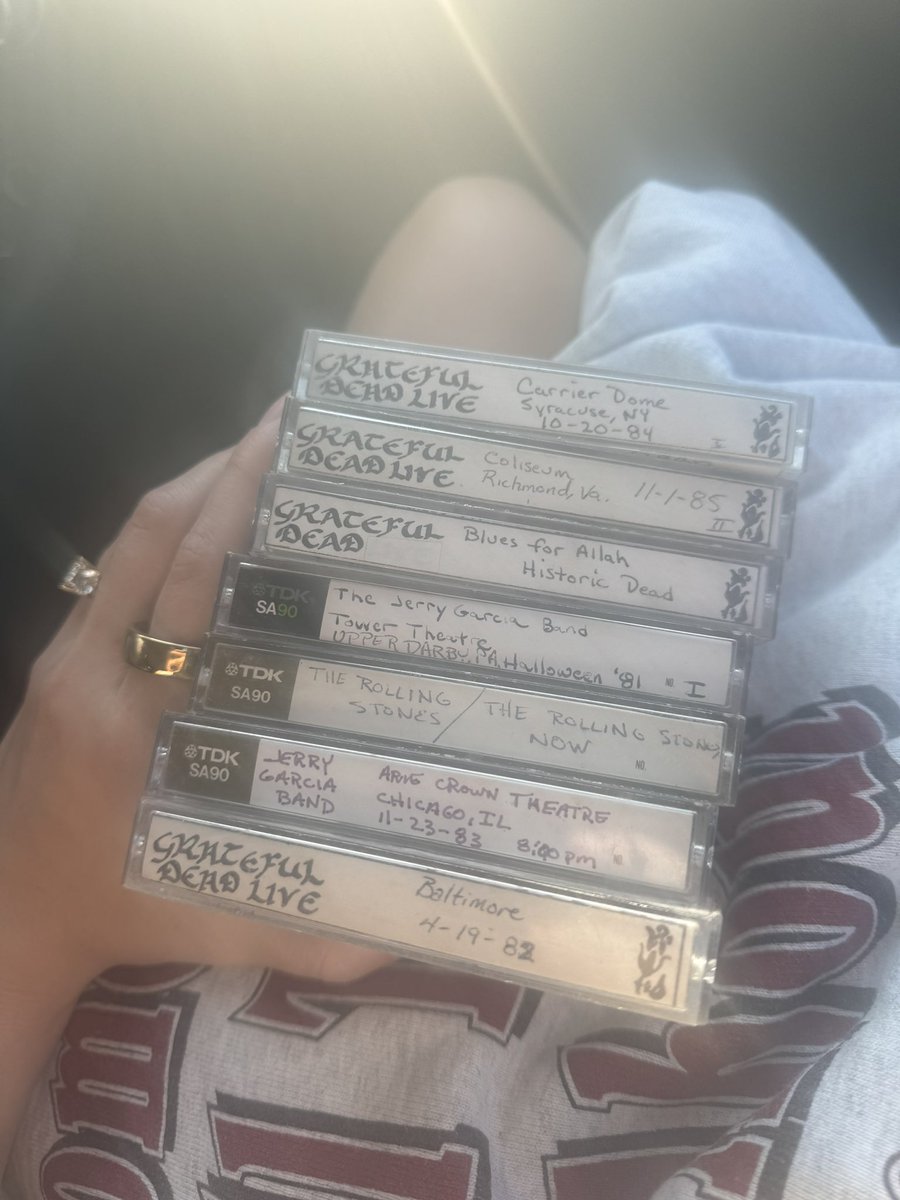 GRATEFUL
DEAD LIVE
Carrier Dome
Syracuse, NY
10-20-84
I
GRATEFUL
DEAD LIVE
Coliseum
Richmond, Va. 11-1-85
II
GRATEFUL
DEAD
Blues for Allah
Historic Dead
TDK
SA90
The Jerry Garcia Band
Tower Theatre
UPPER DARBY, PA, Halloween '81
NO. I
TDK
SA90
THE ROLLING
STONES /
THE ROLLING STONES
NOW
NO.
TDK
SA90
JERRY
GARCIA
BAND
ARIE CROWN THEATRE
CHICAGO, IL
11-23-83 8:00 pm
NO.
GRATEFUL
DEAD LIVE
Baltimore
4-19-82